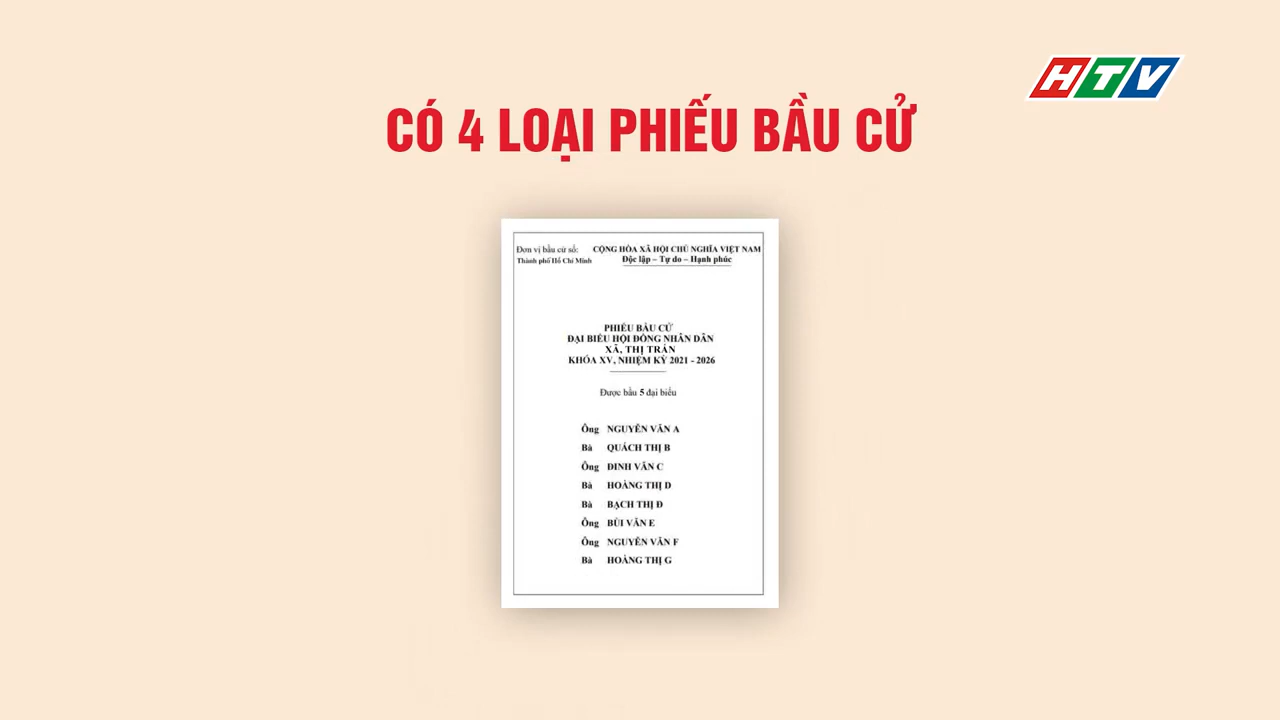 HTV
CÓ 4 LOẠI PHIẾU BẦU CỬ
Đơn vị bầu cử số:
Thành phố Hồ Chí Minh
CỘNG HÒA XÃ HỘI CHỦ NGHĨA VIỆT NAM
Độc lập – Tự do – Hạnh phúc
PHIẾU BẦU CỬ
ĐẠI BIỂU HỘI ĐỒNG NHÂN DÂN
XÃ, THỊ TRẤN
KHÓA XV, NHIỆM KỲ 2021 - 2026
Được bầu 5 đại biểu
Ông NGUYỄN VĂN A
Bà QUÁCH THỊ B
Ông ĐINH VĂN C
Bà HOÀNG THỊ D
Bà BẠCH THỊ Đ
Ông BÙI VĂN E
Ông NGUYỄN VĂN F
Bà HOÀNG THỊ G